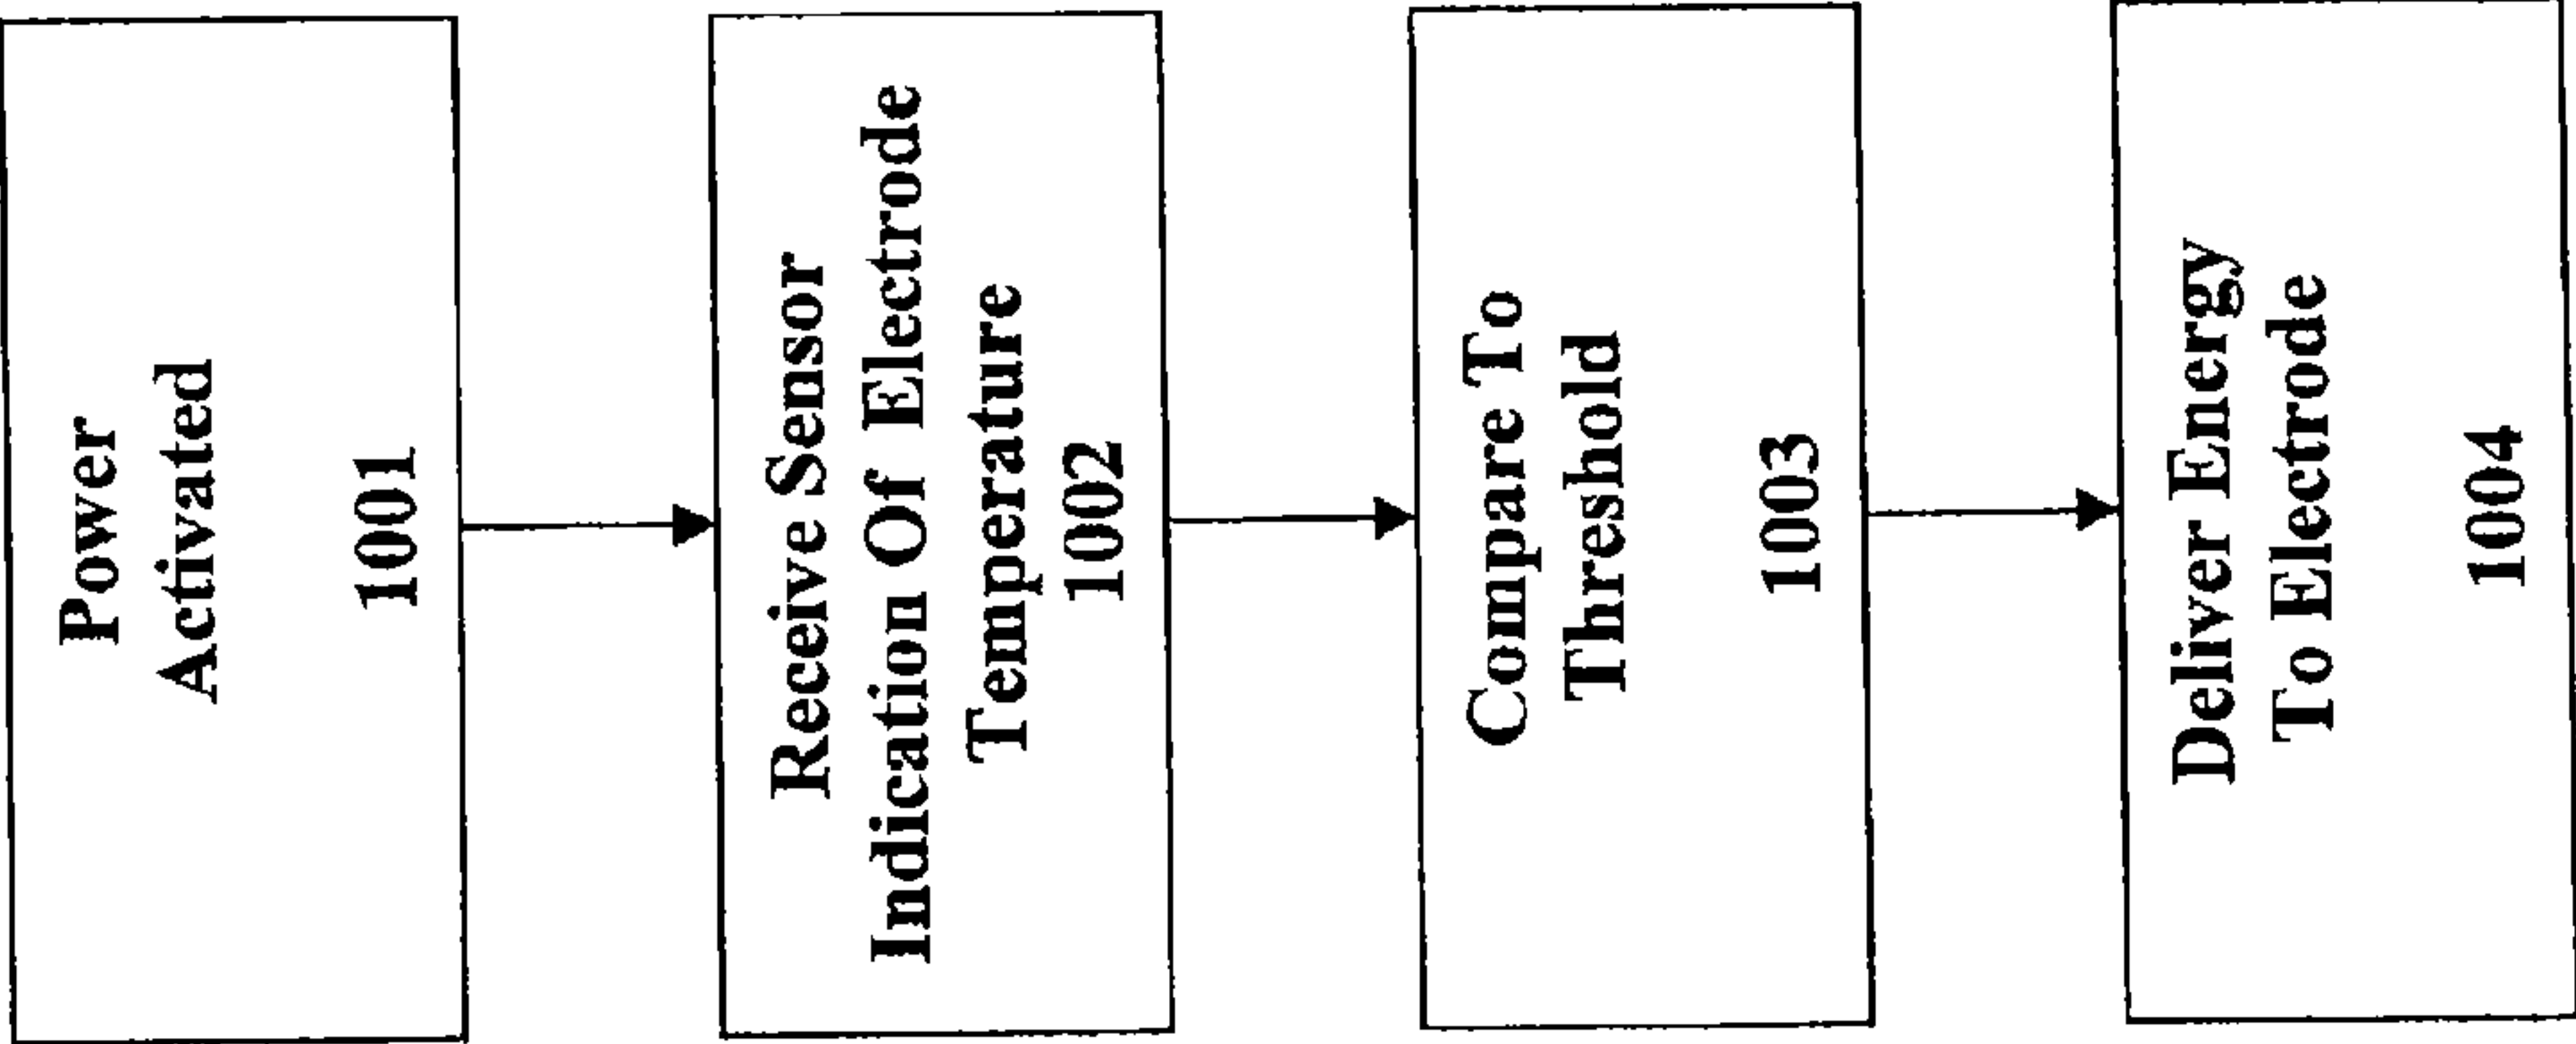 Power
Activated
1001
Receive Sensor
Indication Of Electrode
Temperature
1002
Compare To
Threshold
1003
Deliver Energy
To Electrode
1004